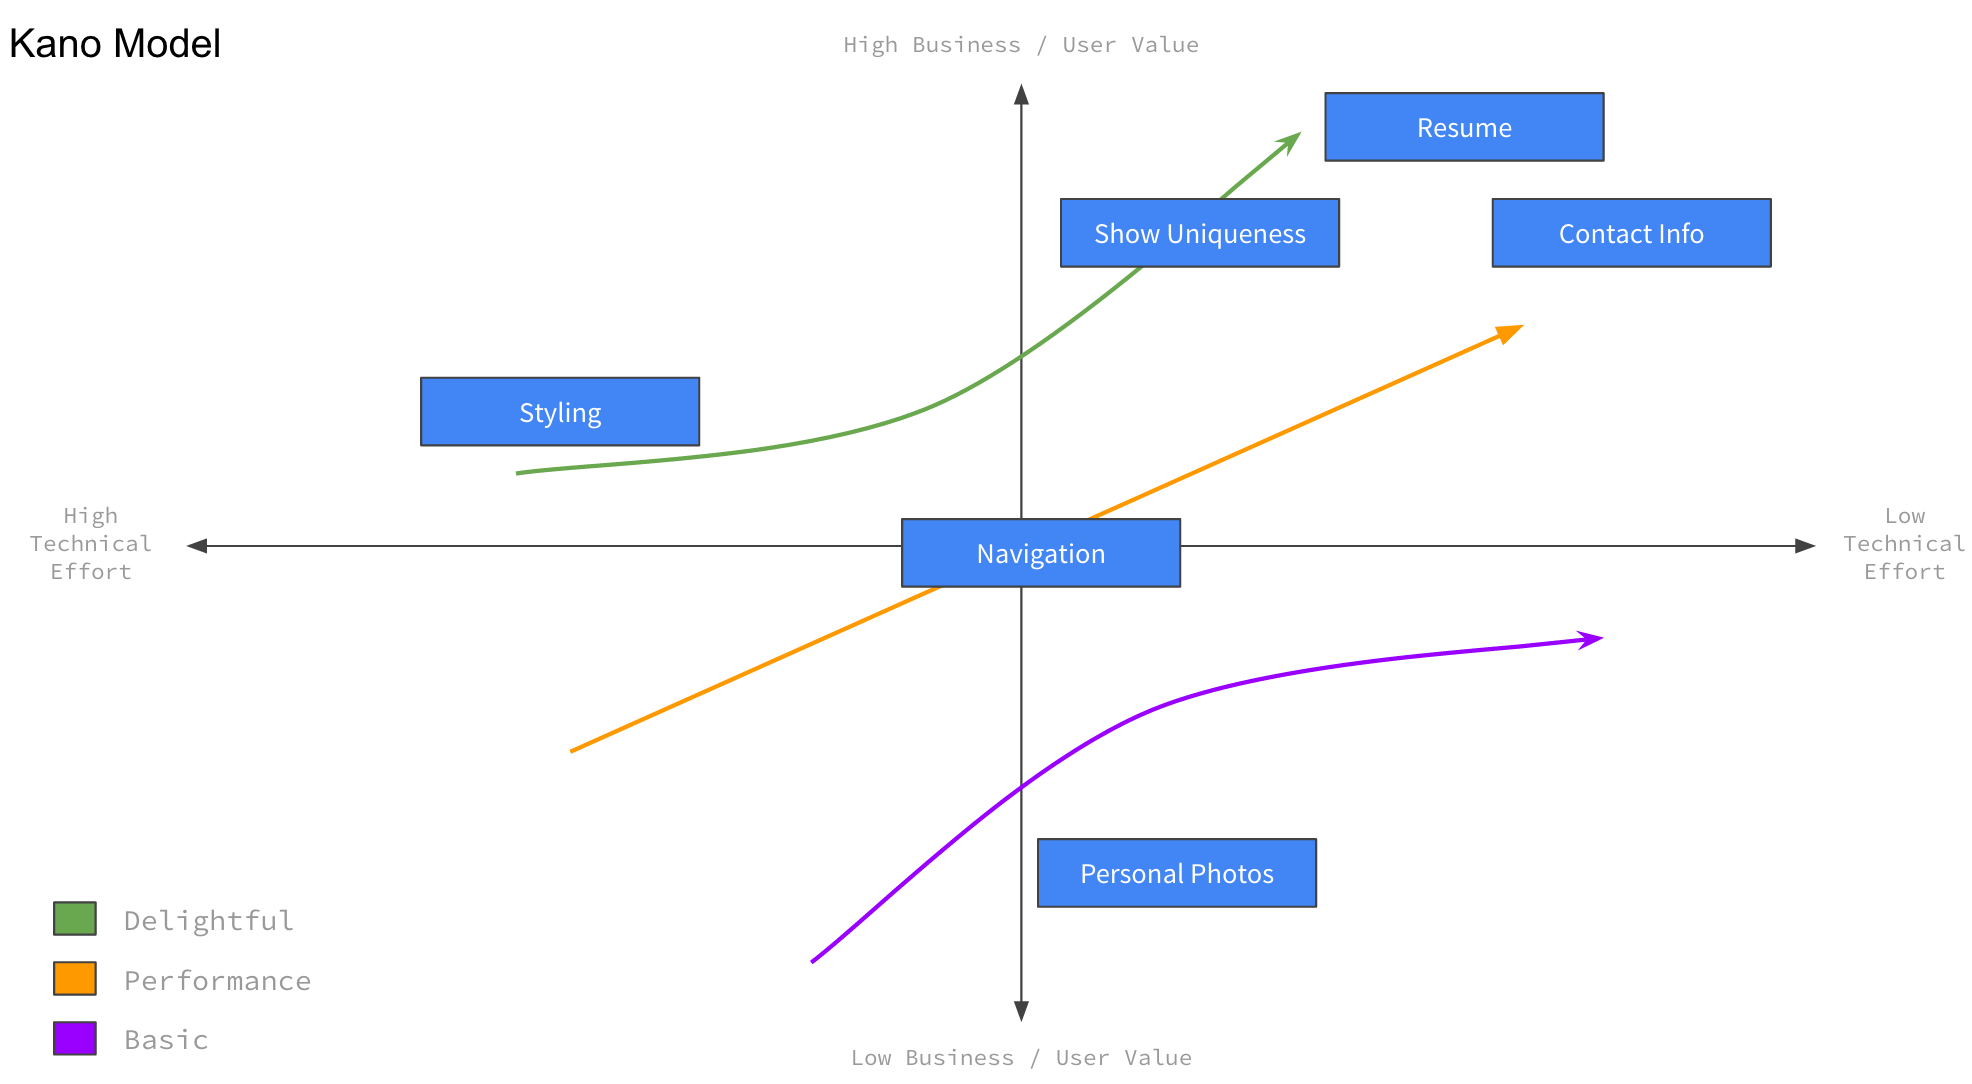 Kano Model
High Business / User Value
Resume
Show Uniqueness
Contact Info
Styling
High
Technical
Effort
Navigation
Low
Technical
Effort
Personal Photos
Delightful
Performance
Basic
Low Business / User Value